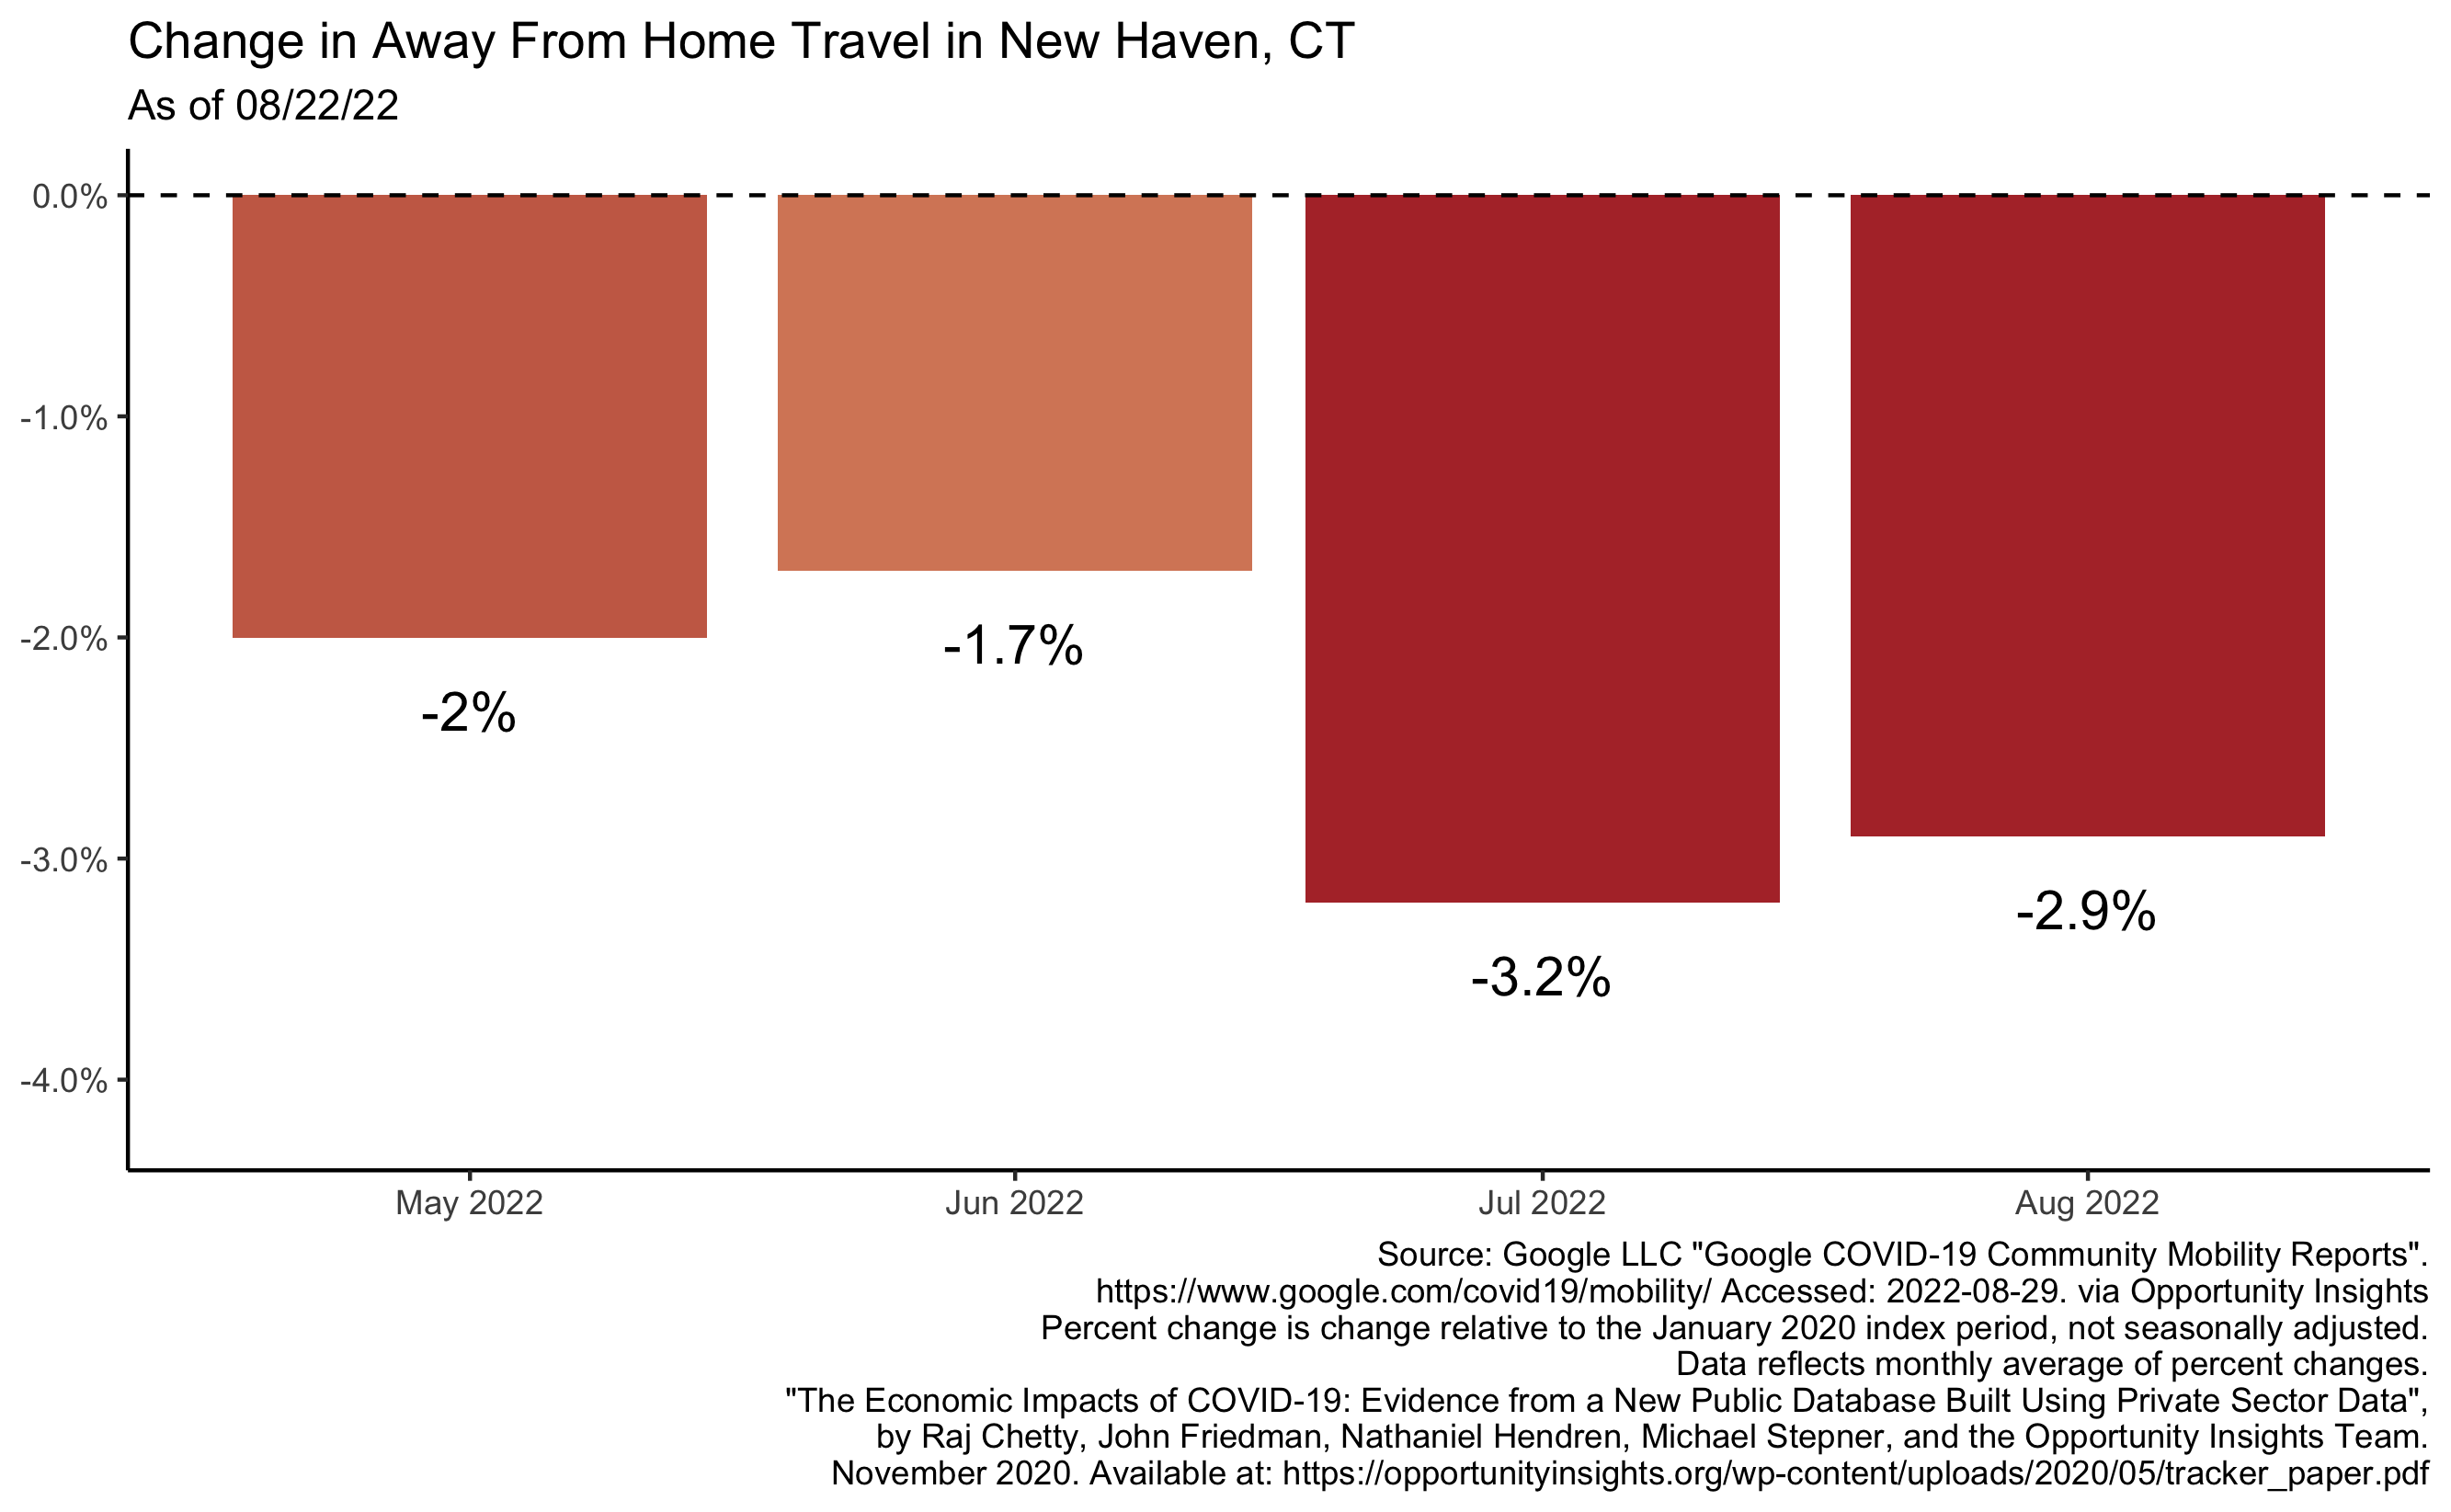 Change in Away From Home Travel in New Haven, CT
As of 08/22/22
0.0%
-1.0%
-2.0%
-3.0%
-4.0%
-2%
-1.7%
-3.2%
-2.9%
May 2022
Jun 2022
Jul 2022
Aug 2022
Source: Google LLC "Google COVID-19 Community Mobility Reports".
https://www.google.com/covid19/mobility/ Accessed: 2022-08-29. via Opportunity Insights
Percent change is change relative to the January 2020 index period, not seasonally adjusted.
Data reflects monthly average of percent changes.
"The Economic Impacts of COVID-19: Evidence from a New Public Database Built Using Private Sector Data",
by Raj Chetty, John Friedman, Nathaniel Hendren, Michael Stepner, and the Opportunity Insights Team.
November 2020. Available at: https://opportunityinsights.org/wp-content/uploads/2020/05/tracker_paper.pdf